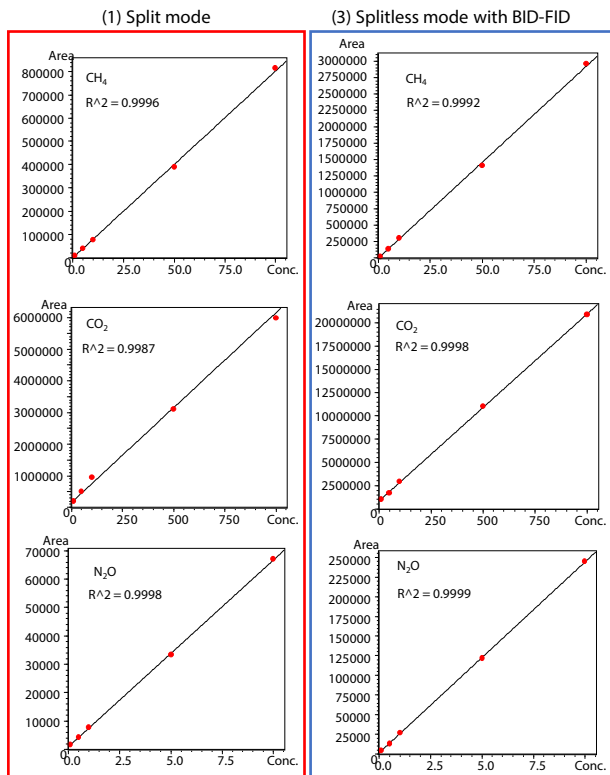 (1) Split mode
(3) Splitless mode with BID-FID
Area
800000
700000
600000
500000
400000
300000
200000
100000
0
CH₄
R^2 = 0.9996
0.0 25.0 50.0 75.0 Conc.
Area
3000000
2750000
2500000
2250000
2000000
1750000
1500000
1250000
1000000
750000
500000
250000
0
CH₄
R^2 = 0.9992
0.0 25.0 50.0 75.0 Conc.
Area
6000000
5000000
4000000
3000000
2000000
1000000
0
CO₂
R^2 = 0.9987
0 250 500 750 Conc.
Area
20000000
17500000
15000000
12500000
10000000
7500000
5000000
2500000
0
CO₂
R^2 = 0.9998
0 250 500 750 Conc.
Area
70000
60000
50000
40000
30000
20000
10000
0
N₂O
R^2 = 0.9998
0.0 2.5 5.0 7.5 Conc.
Area
250000
225000
200000
175000
150000
125000
100000
75000
50000
25000
0
N₂O
R^2 = 0.9999
0.0 2.5 5.0 7.5 Conc.